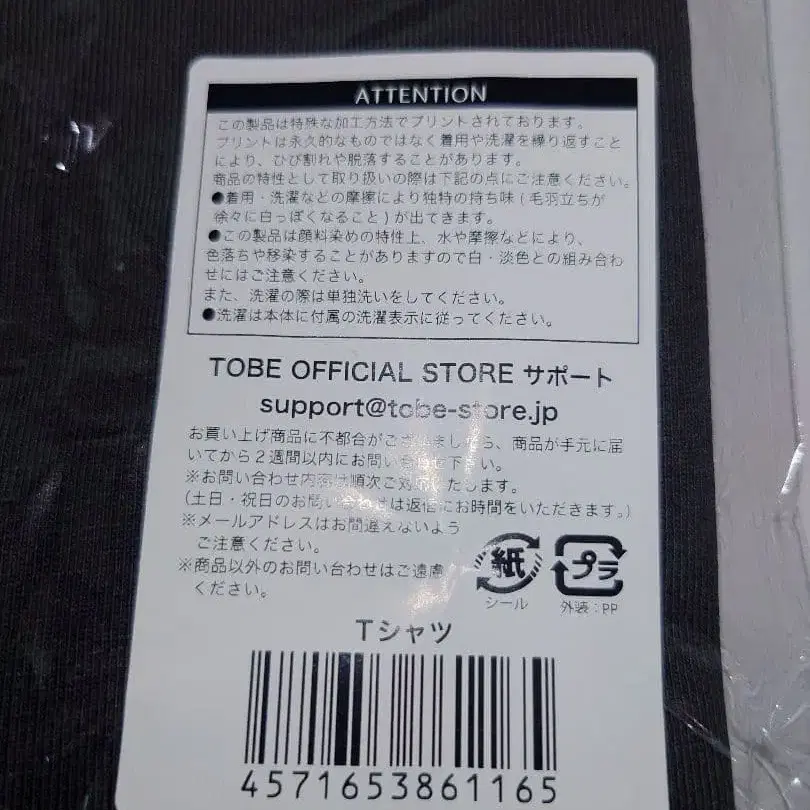 ATTENTION
この製品は特殊な加工方法でプリントされております。
プリントは永久的なものではなく着用や洗濯を繰り返すこと
により、ひび割れや脱落することがあります。
商品の特性として取り扱いの際は下記の点にご注意ください。
●着用・洗濯などの摩擦により独特の持ち味(毛羽立ちが
徐々に白っぽくなること)が出てきます。
●この製品は顔料染めの特性上、水や摩擦などにより、
色落ちや移染することがありますので白・淡色との組み合わ
せにはご注意ください。
また、洗濯の際は単独洗いをしてください。
●洗濯は本体に付属の洗濯表示に従ってください。
TOBE OFFICIAL STORE サポート
support@tobe-store.jp
お買い上げ商品に不都合がございましたら、商品が手元に届
いてから2週間以内にお問い合わせ下さい。
※お問い合わせ内容は順次ご対応いたします。
(土日・祝日のお問い合わせは返信にお時間をいただきます。)
※メールアドレスはお間違えないよう
ご注意ください。
※商品以外のお問い合わせはご遠慮
ください。
紙
シール
プラ
外装:PP
Tシャツ
4571653861165